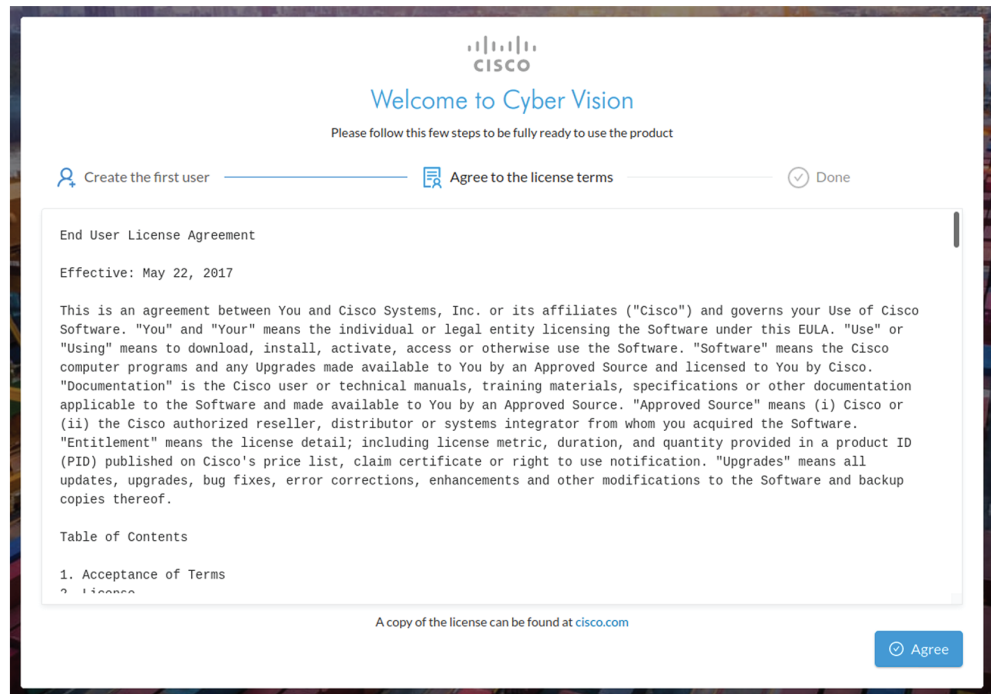 CISCO
Welcome to Cyber Vision
Please follow this few steps to be fully ready to use the product
Create the first user
Agree to the license terms
Done
End User License Agreement
Effective: May 22, 2017
This is an agreement between You and Cisco Systems, Inc. or its affiliates ("Cisco") and governs your Use of Cisco
Software. "You" and "Your" means the individual or legal entity licensing the Software under this EULA. "Use" or
"Using" means to download, install, activate, access or otherwise use the Software. "Software" means the Cisco
computer programs and any Upgrades made available to You by an Approved Source and licensed to You by Cisco.
"Documentation" is the Cisco user or technical manuals, training materials, specifications or other documentation
applicable to the Software and made available to You by an Approved Source. "Approved Source" means (i) Cisco or
(ii) the Cisco authorized reseller, distributor or systems integrator from whom you acquired the Software.
"Entitlement" means the license detail; including license metric, duration, and quantity provided in a product ID
(PID) published on Cisco's price list, claim certificate or right to use notification. "Upgrades" means all
updates, upgrades, bug fixes, error corrections, enhancements and other modifications to the Software and backup
copies thereof.
Table of Contents
1. Acceptance of Terms
2. License
A copy of the license can be found at cisco.com
Agree